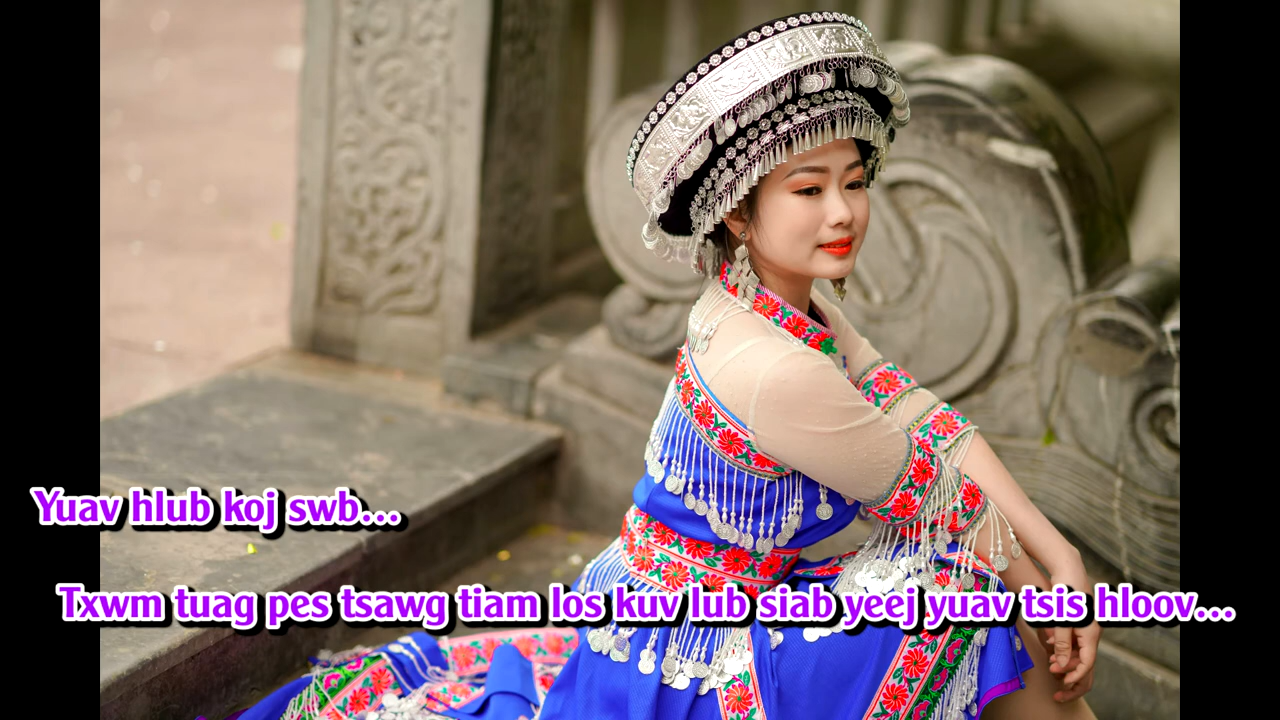 Yuav hlub koj swb...
Txwm tuag pes tsawg tiam los kuv lub siab yeej yuav tsis hloov...